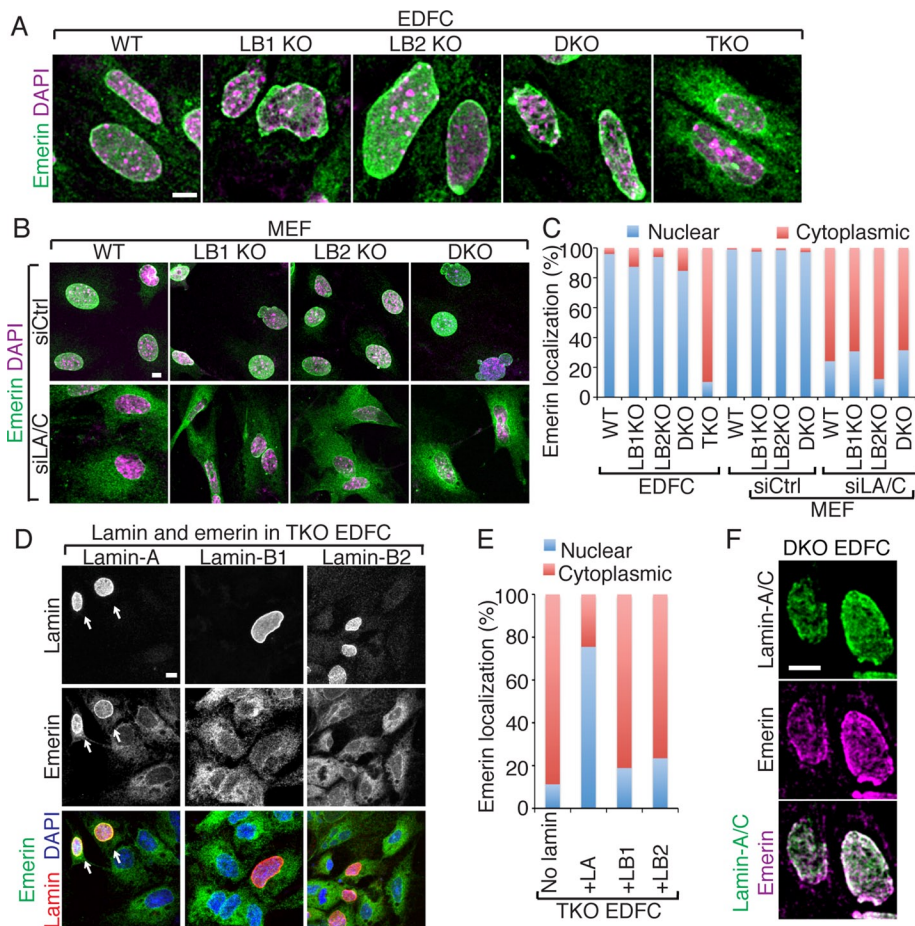 A
EDFC
WT LB1 KO LB2 KO DKO TKO
Emerin DAPI
B
MEF
WT LB1 KO LB2 KO DKO
siCtrl
siLA/C
Emerin DAPI
C
Nuclear Cytoplasmic
Emerin localization (%)
100
80
60
40
20
0
WT LB1KO LB2KO DKO TKO WT LB1KO LB2KO DKO WT LB1KO LB2KO DKO
EDFC siCtrl siLA/C
MEF
D
Lamin and emerin in TKO EDFC
Lamin-A Lamin-B1 Lamin-B2
Lamin
Emerin
Emerin
Lamin DAPI
E
Nuclear
Cytoplasmic
Emerin localization (%)
100
80
60
40
20
0
No lamin +LA +LB1 +LB2
TKO EDFC
F
DKO EDFC
Lamin-A/C
Emerin
Lamin-A/C
Emerin